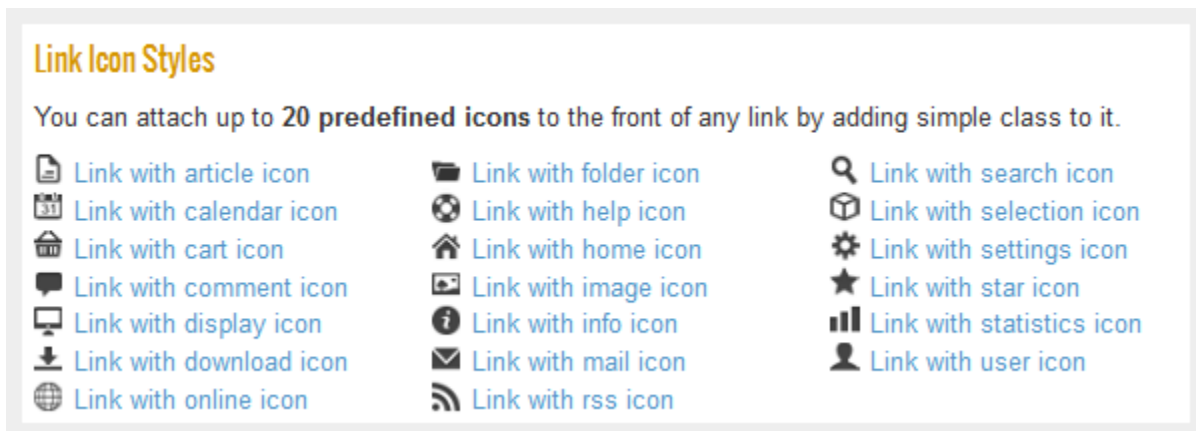 Link Icon Styles
You can attach up to 20 predefined icons to the front of any link by adding simple class to it.
Link with article icon
31 Link with calendar icon
Link with cart icon
Link with comment icon
Link with display icon
Link with download icon
Link with online icon
Link with folder icon
Link with help icon
Link with home icon
Link with image icon
Link with info icon
Link with mail icon
Link with rss icon
Link with search icon
Link with selection icon
Link with settings icon
Link with star icon
Link with statistics icon
Link with user icon